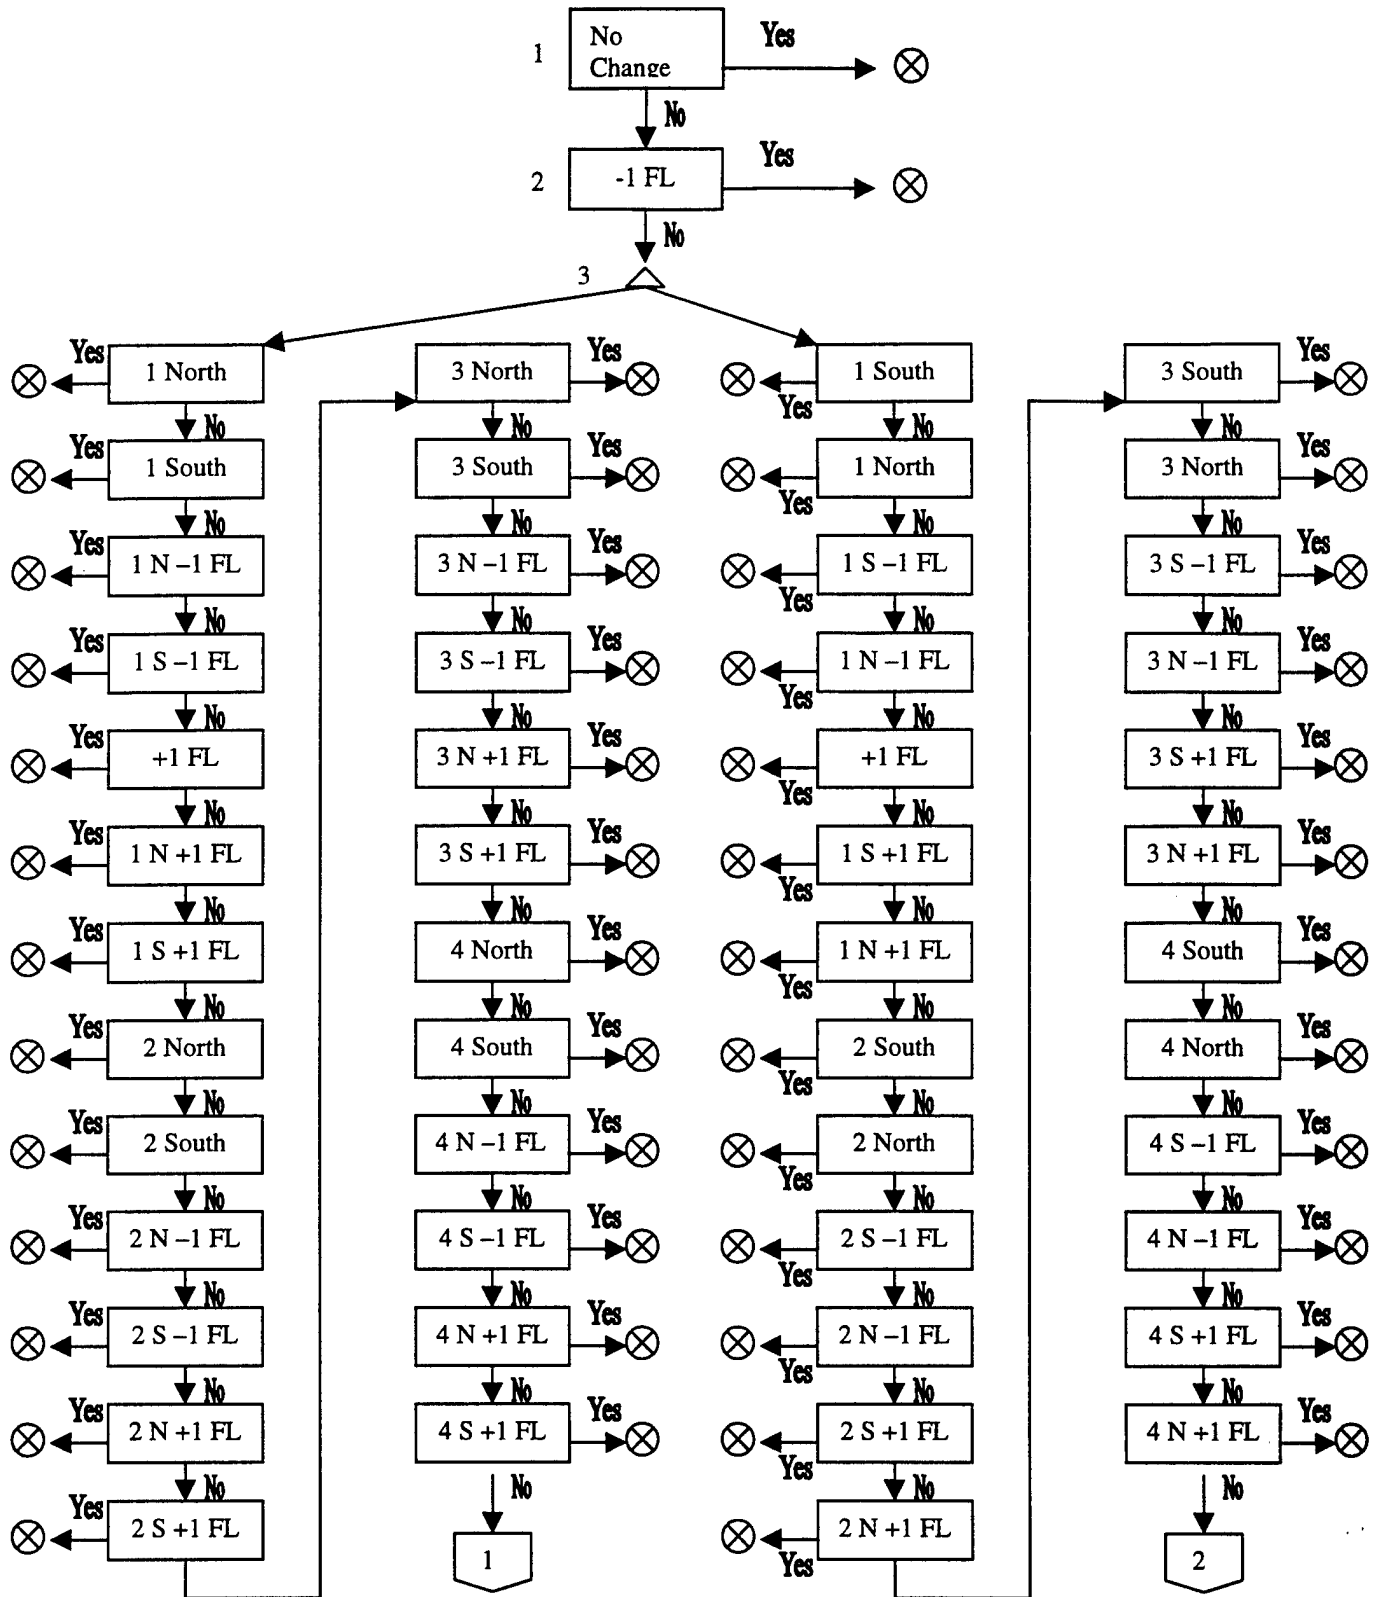 1
No
Change
Yes
No
2
-1 FL
Yes
No
3
Yes
1 North
No
Yes
1 South
No
Yes
1 N –1 FL
No
Yes
1 S –1 FL
No
Yes
+1 FL
No
Yes
1 N +1 FL
No
Yes
1 S +1 FL
No
Yes
2 North
No
Yes
2 South
No
Yes
2 N –1 FL
No
Yes
2 S –1 FL
No
Yes
2 N +1 FL
No
Yes
2 S +1 FL
3 North
Yes
No
3 South
Yes
No
3 N –1 FL
Yes
No
3 S –1 FL
Yes
No
3 N +1 FL
Yes
No
3 S +1 FL
Yes
No
4 North
Yes
No
4 South
Yes
No
4 N –1 FL
Yes
No
4 S –1 FL
Yes
No
4 N +1 FL
Yes
No
4 S +1 FL
Yes
No
1
1 South
Yes
No
1 North
Yes
No
1 S –1 FL
Yes
No
1 N –1 FL
Yes
No
+1 FL
Yes
No
1 S +1 FL
Yes
No
1 N +1 FL
Yes
No
2 South
Yes
No
2 North
Yes
No
2 S –1 FL
Yes
No
2 N –1 FL
Yes
No
2 S +1 FL
Yes
No
2 N +1 FL
Yes
3 South
Yes
No
3 North
Yes
No
3 S –1 FL
Yes
No
3 N –1 FL
Yes
No
3 S +1 FL
Yes
No
3 N +1 FL
Yes
No
4 South
Yes
No
4 North
Yes
No
4 S –1 FL
Yes
No
4 N –1 FL
Yes
No
4 S +1 FL
Yes
No
4 N +1 FL
Yes
No
2